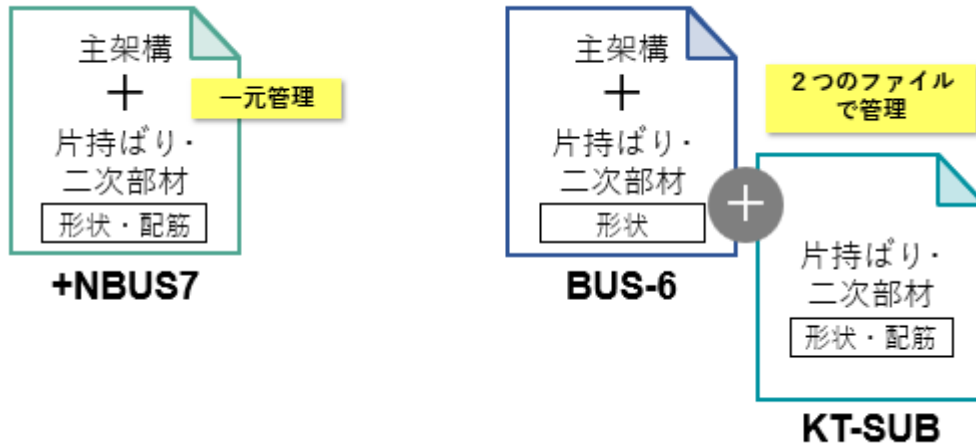 主架構
+
一元管理
片持ばり・
二次部材
形状・配筋
+NBUS7
主架構
+
片持ばり・
二次部材
形状
BUS-6
+
2つのファイル
で管理
片持ばり・
二次部材
形状・配筋
KT-SUB